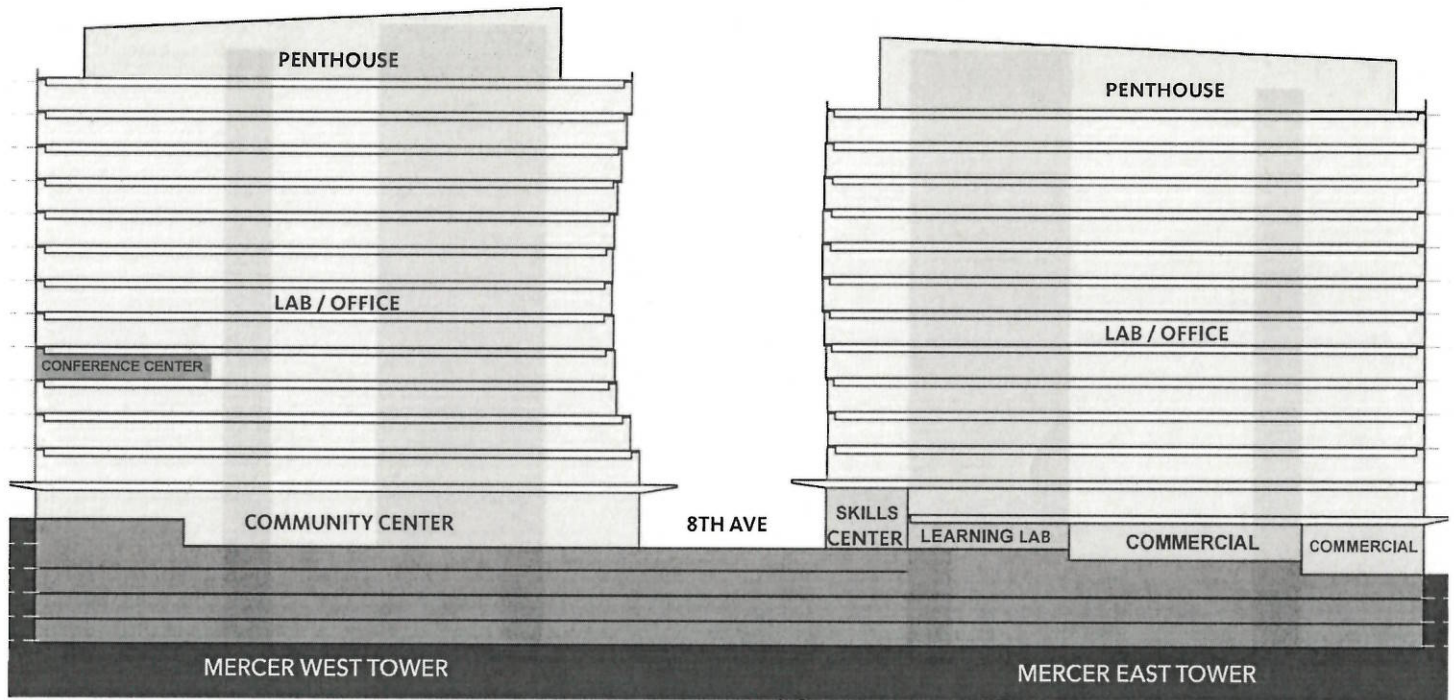 PENTHOUSE
PENTHOUSE
LAB / OFFICE
LAB / OFFICE
CONFERENCE CENTER
COMMUNITY CENTER
8TH AVE
SKILLS
CENTER
LEARNING LAB
COMMERCIAL
COMMERCIAL
MERCER WEST TOWER
MERCER EAST TOWER